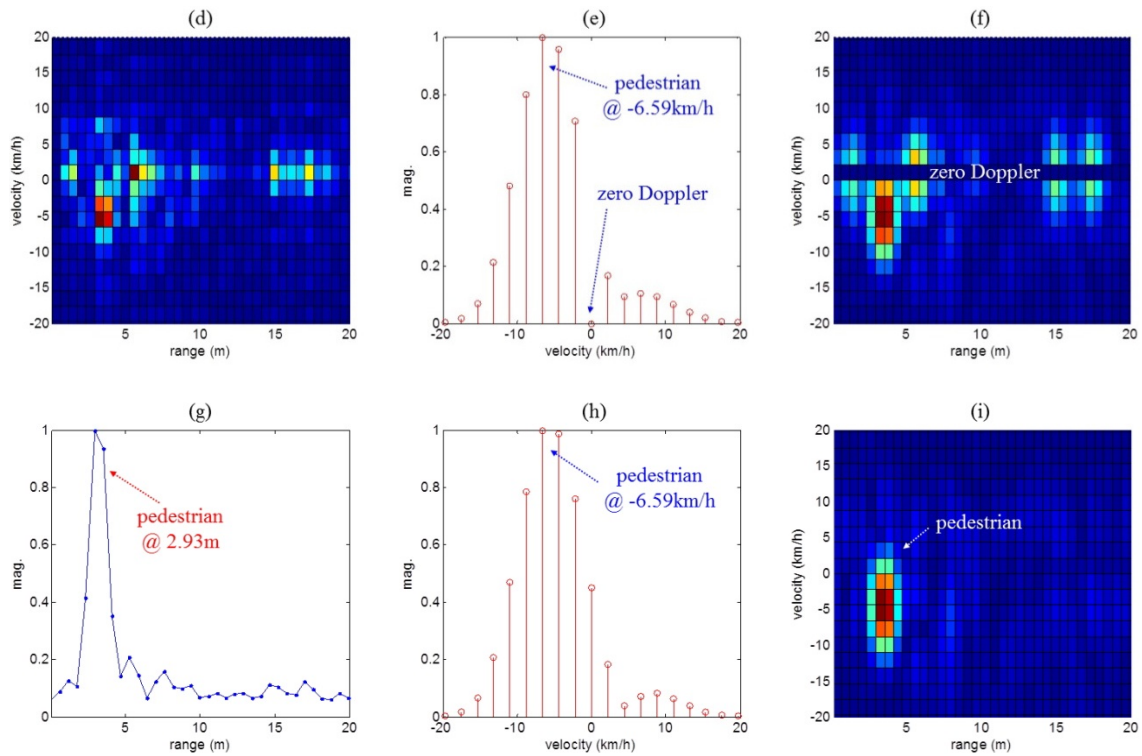 (d)
20
15
10
5
0
-5
-10
-15
-20
velocity (km/h)
5
10
15
20
range (m)
(e)
1
0.8
0.6
0.4
0.2
0
mag.
pedestrian
@ -6.59km/h
zero Doppler
-20
-10
0
10
20
velocity (km/h)
(f)
20
15
10
5
0
-5
-10
-15
-20
velocity (km/h)
zero Doppler
5
10
15
20
range (m)
(g)
1
0.8
0.6
0.4
0.2
0
mag.
pedestrian
@ 2.93m
5
10
15
20
range (m)
(h)
1
0.8
0.6
0.4
0.2
0
mag.
pedestrian
@ -6.59km/h
-20
-10
0
10
20
velocity (km/h)
(i)
20
15
10
5
0
-5
-10
-15
-20
velocity (km/h)
pedestrian
5
10
15
20
range (m)